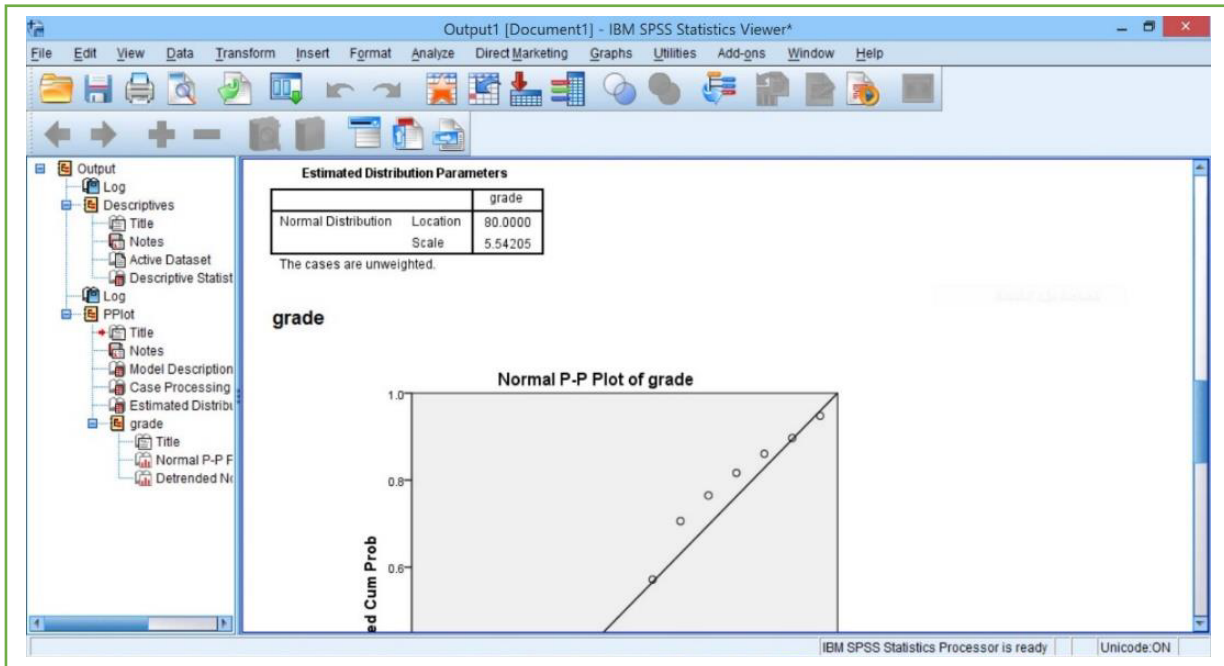 Output1 [Document1] - IBM SPSS Statistics Viewer*
File Edit View Data Transform Insert Format Analyze Direct Marketing Graphs Utilities Add-ons Window Help
Output
Log
Descriptives
Title
Notes
Active Dataset
Descriptive Statist
Log
PPlot
Title
Notes
Model Description
Case Processing
Estimated Distribu
grade
Title
Normal P-P P
Detrended No
Estimated Distribution Parameters
grade
Normal Distribution Location 80.0000
Scale 5.54205
The cases are unweighted.
grade
Normal P-P Plot of grade
1.0
0.8
0.6
ed Cum Prob
IBM SPSS Statistics Processor is ready Unicode:ON